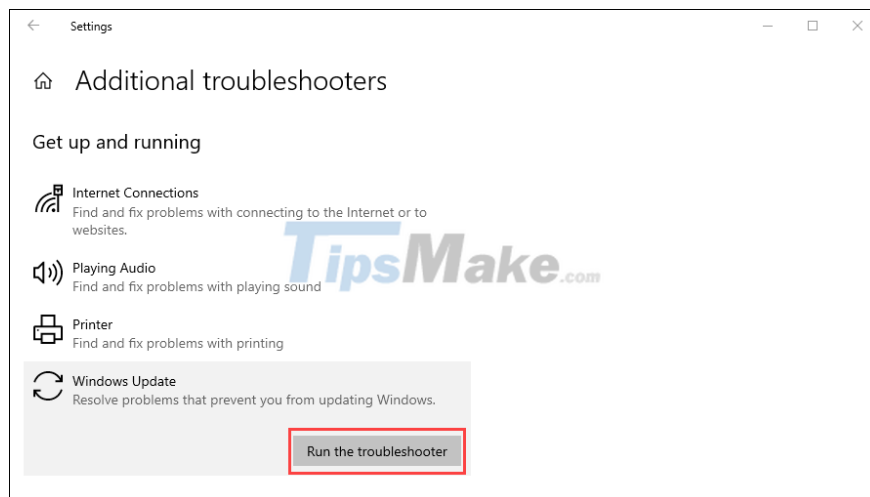 Settings
Additional troubleshooters
Get up and running
Internet Connections
Find and fix problems with connecting to the Internet or to
websites.
TipsMake.com
Playing Audio
Find and fix problems with playing sound
Printer
Find and fix problems with printing
Windows Update
Resolve problems that prevent you from updating Windows.
Run the troubleshooter